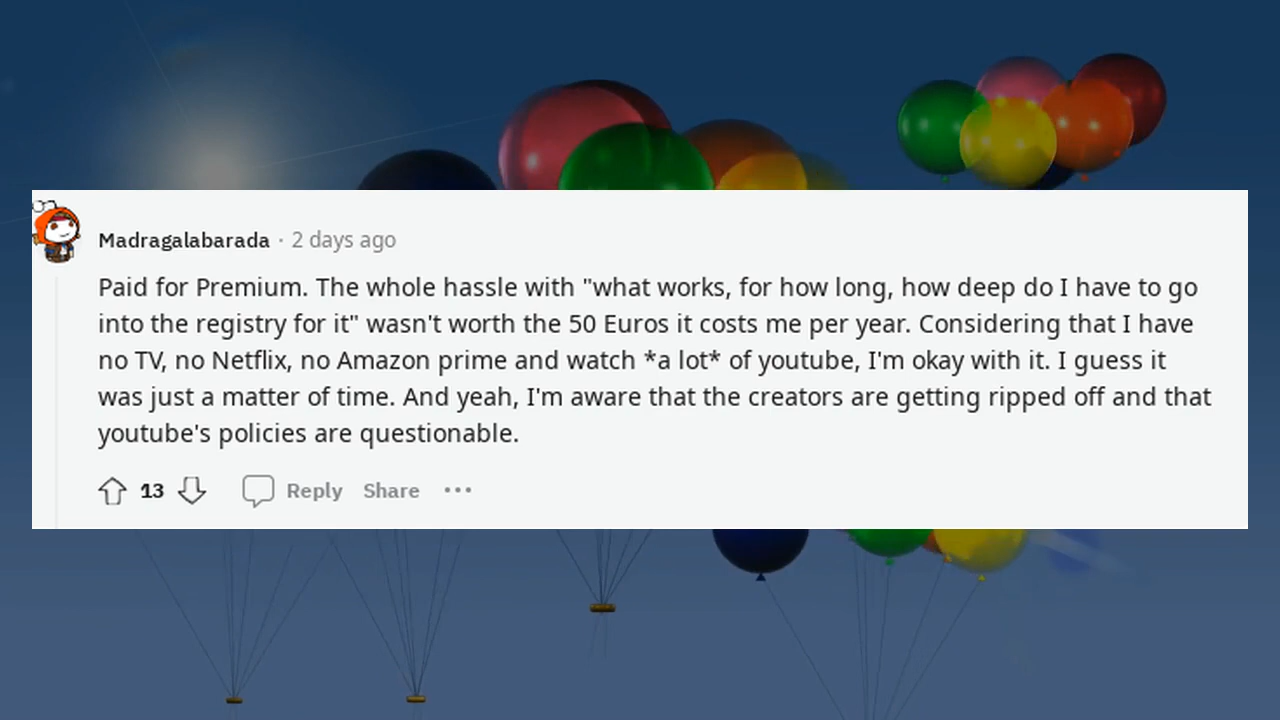 Madragalabarada · 2 days ago
Paid for Premium. The whole hassle with "what works, for how long, how deep do I have to go
into the registry for it" wasn't worth the 50 Euros it costs me per year. Considering that I have
no TV, no Netflix, no Amazon prime and watch *a lot* of youtube, I'm okay with it. I guess it
was just a matter of time. And yeah, I'm aware that the creators are getting ripped off and that
youtube's policies are questionable.
13 Reply Share ···